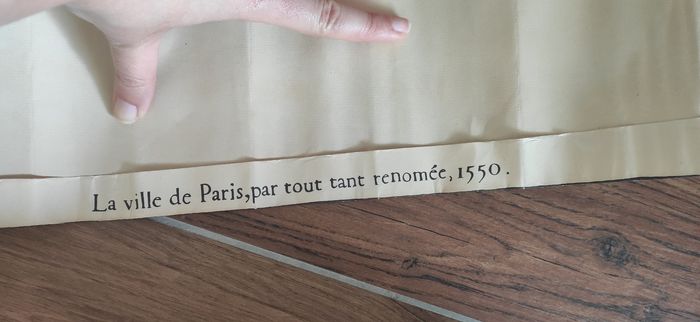 La ville de Paris,par tout tant renomée, 1550.